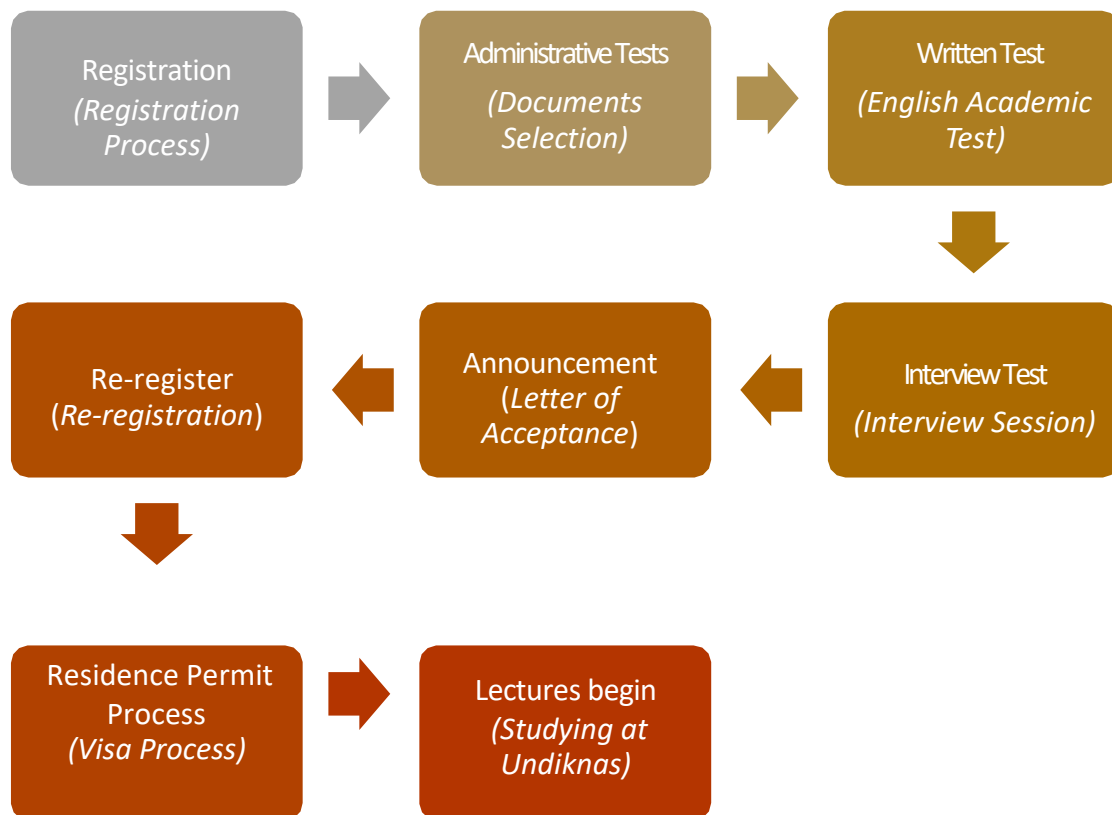 Registration
(Registration
Process)
Administrative Tests
(Documents
Selection)
Written Test
(English Academic
Test)
Interview Test
(Interview Session)
Announcement
(Letter of
Acceptance)
Re-register
(Re-registration)
Residence Permit
Process
(Visa Process)
Lectures begin
(Studying at
Undiknas)